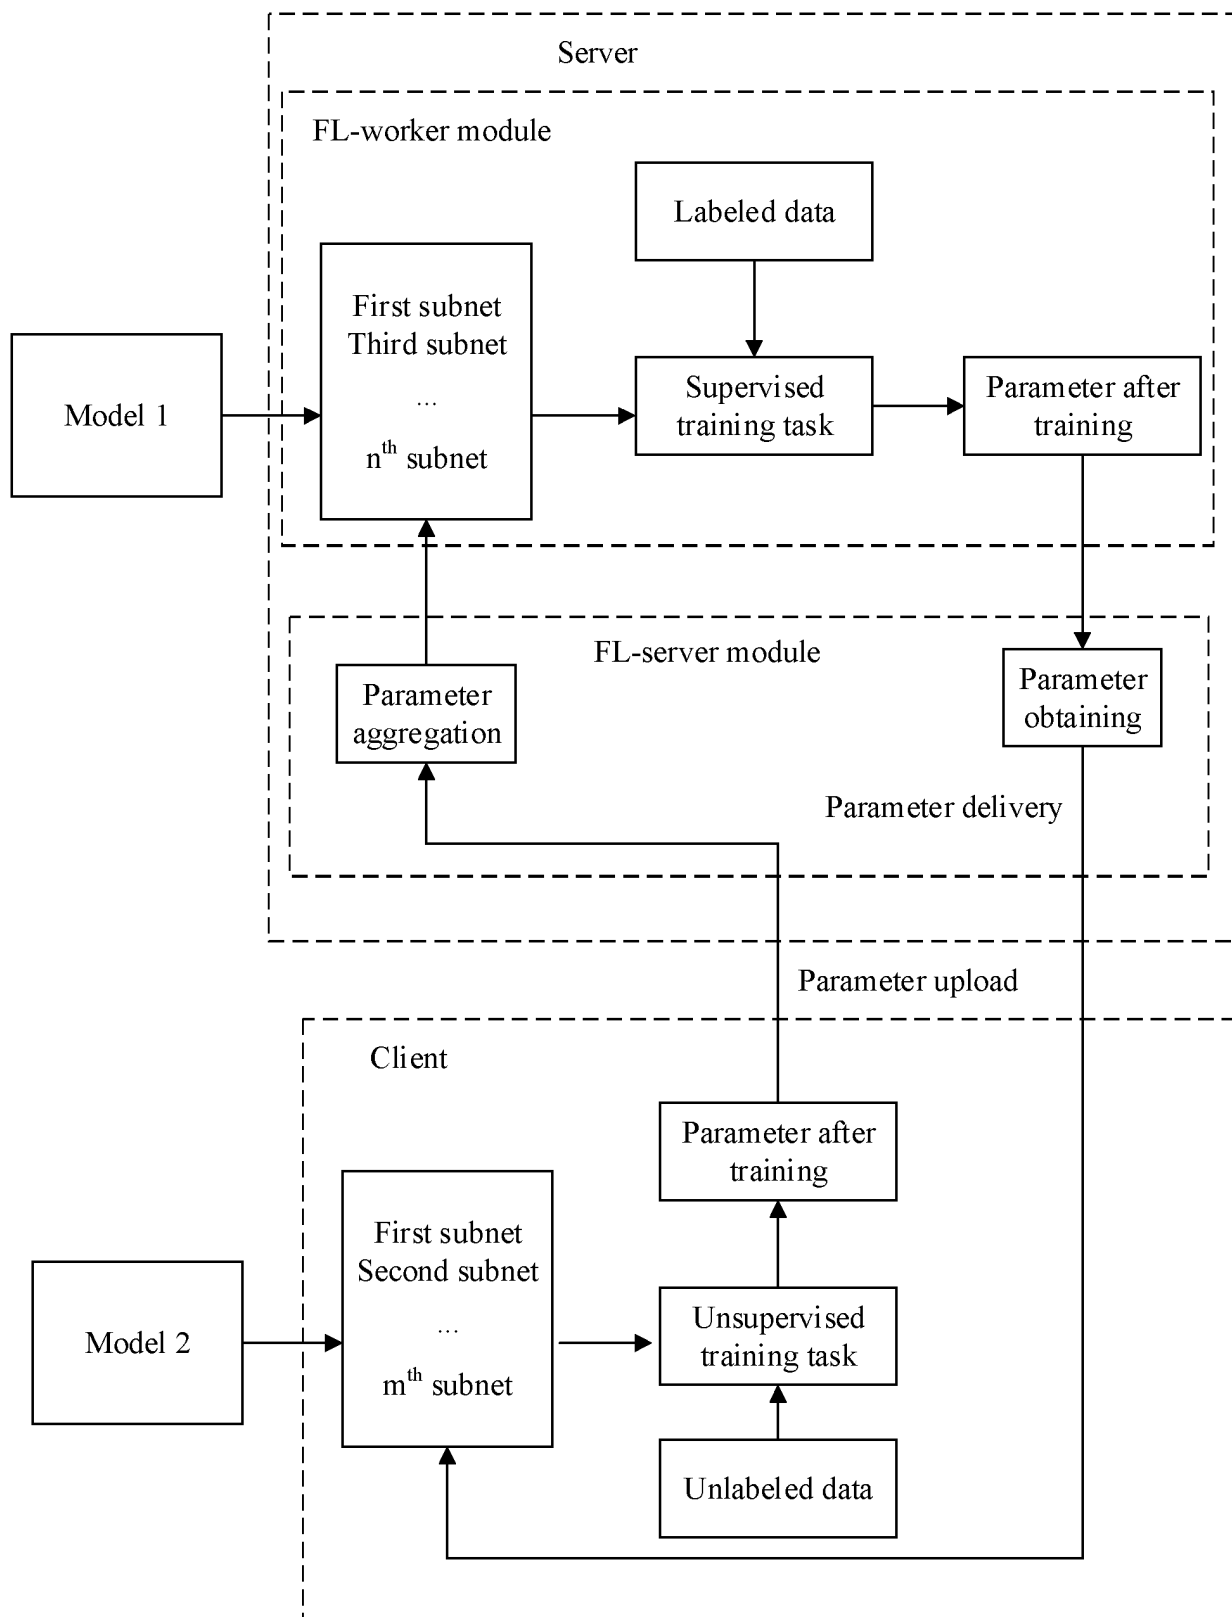 Server
FL-worker module
Labeled data
First subnet
Third subnet
...
nth subnet
Model 1
Supervised
training task
Parameter after
training
FL-server module
Parameter
aggregation
Parameter
obtaining
Parameter delivery
Parameter upload
Client
Parameter after
training
First subnet
Second subnet
...
mth subnet
Model 2
Unsupervised
training task
Unlabeled data